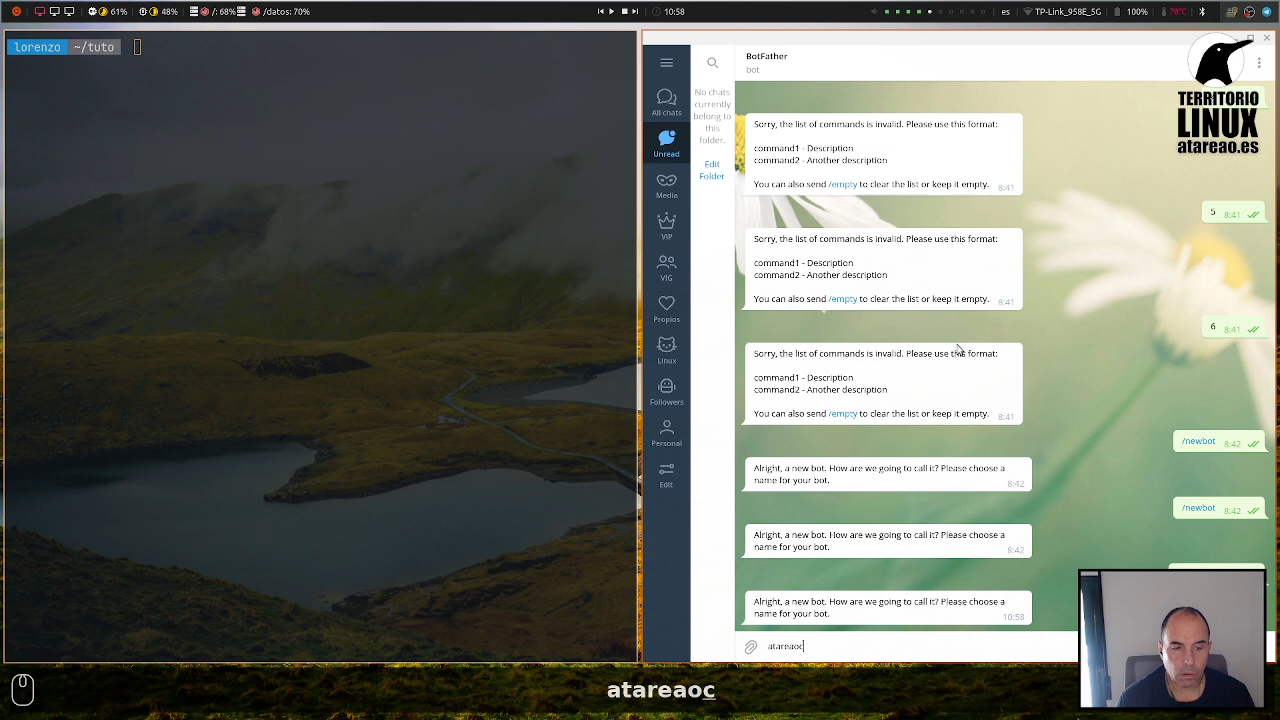 61%
48%
/: 68%
/datos: 70%
10:58
es
TP-Link_958E_5G
100%
78°C
lorenzo ~/tuto
All chats
Unread
Media
VIP
VIG
Propios
Linux
Followers
Personal
Edit
No chats
currently
belong to
this
folder.
Edit
Folder
BotFather
bot
TERRITORIO
LINUX
atareao.es
Sorry, the list of commands is invalid. Please use this format:
command1 - Description
command2 - Another description
You can also send /empty to clear the list or keep it empty.
8:41
5 8:41
Sorry, the list of commands is invalid. Please use this format:
command1 - Description
command2 - Another description
You can also send /empty to clear the list or keep it empty.
8:41
6 8:41
Sorry, the list of commands is invalid. Please use this format:
command1 - Description
command2 - Another description
You can also send /empty to clear the list or keep it empty.
8:41
/newbot 8:42
Alright, a new bot. How are we going to call it? Please choose a
name for your bot.
8:42
/newbot 8:42
Alright, a new bot. How are we going to call it? Please choose a
name for your bot.
8:42
Alright, a new bot. How are we going to call it? Please choose a
name for your bot.
10:58
atareaoc
atareaoc